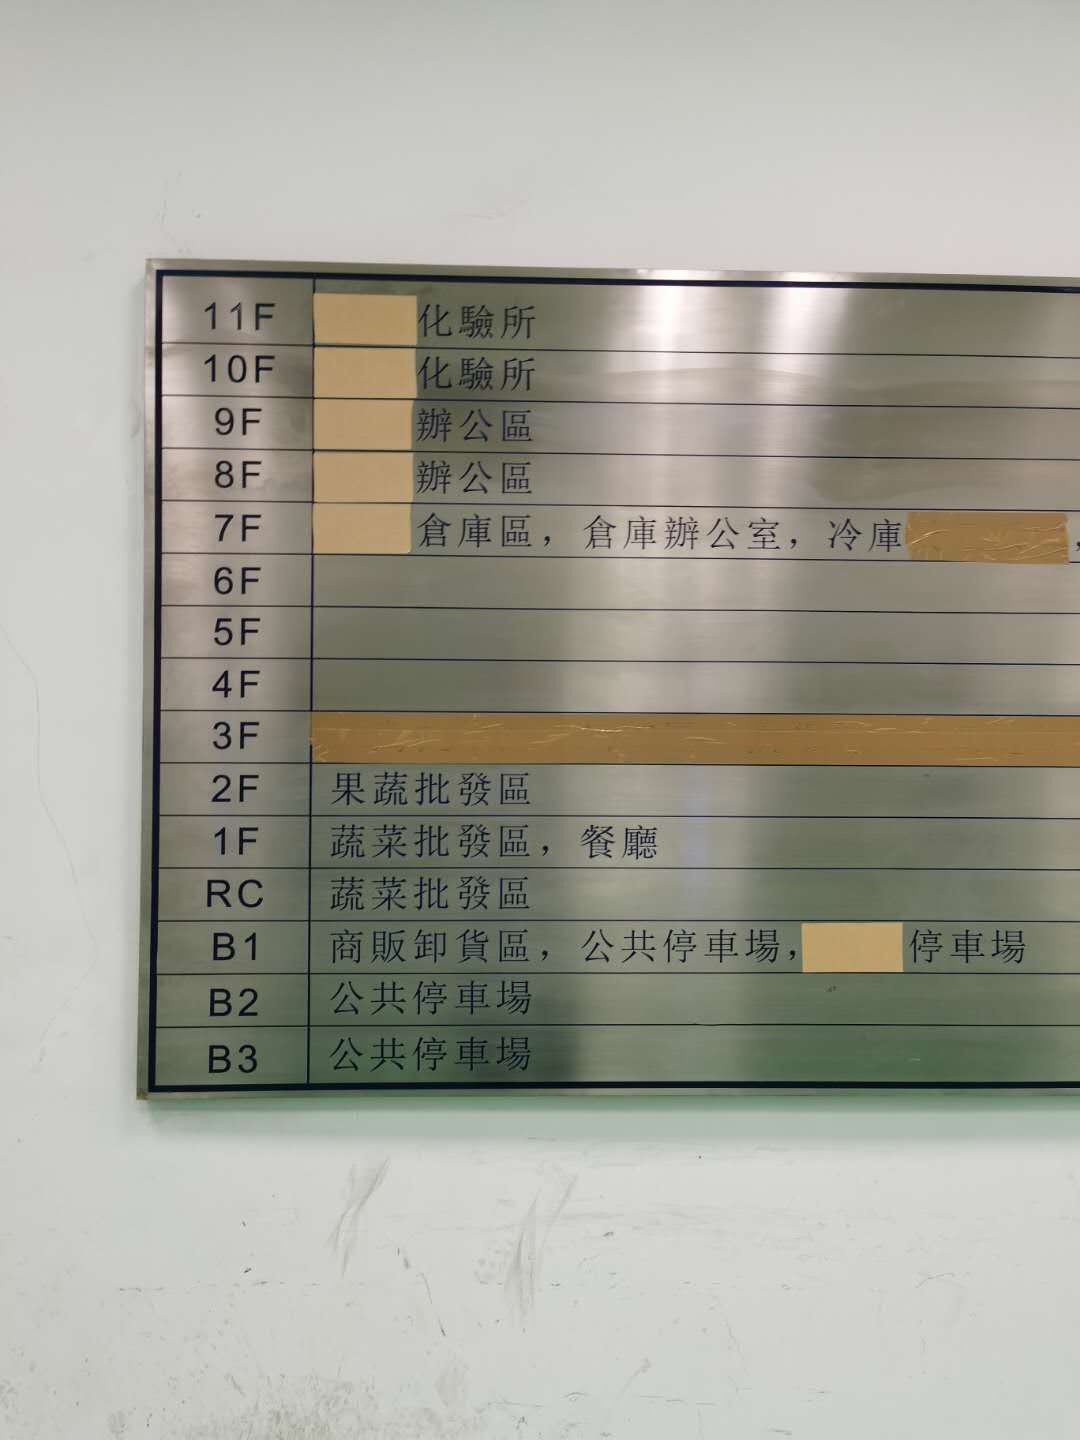 11F 化驗所
10F 化驗所
9F 辦公區
8F 辦公區
7F 倉庫區，倉庫辦公室，冷庫，
6F
5F
4F
3F
2F 果蔬批發區
1F 蔬菜批發區，餐廳
RC 蔬菜批發區
B1 商販卸貨區，公共停車場，停車場
B2 公共停車場
B3 公共停車場